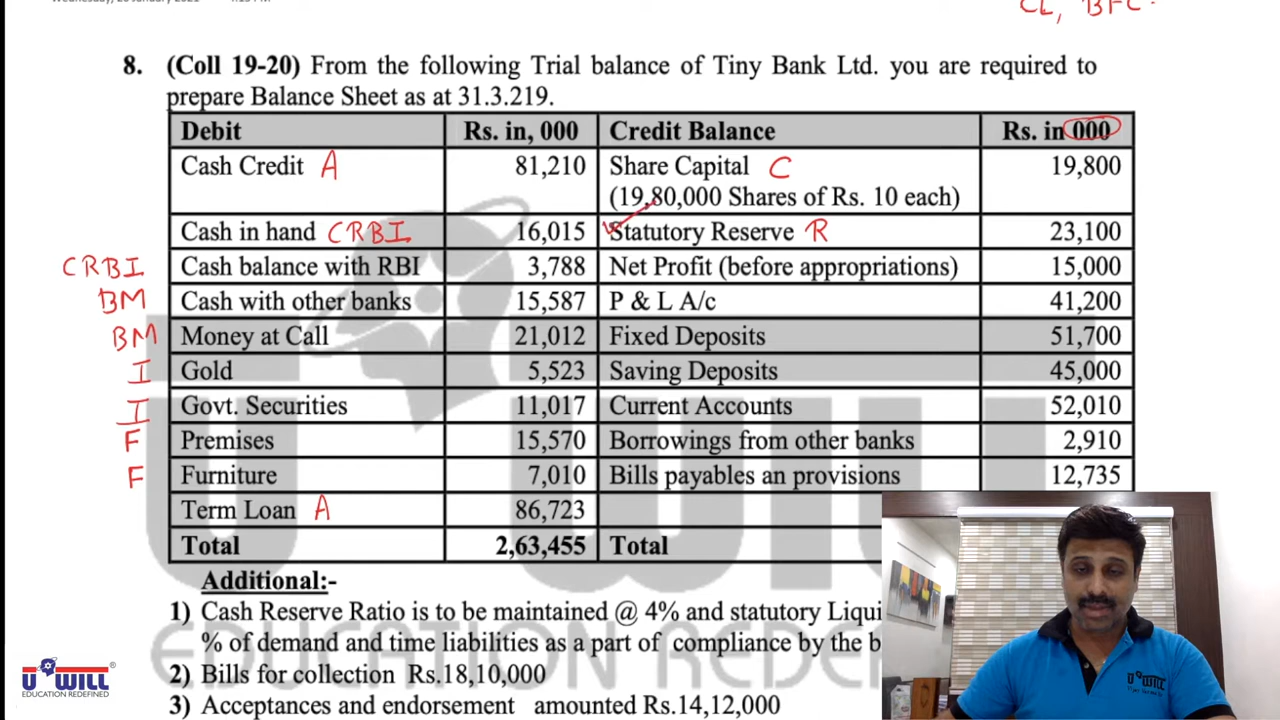 CL, BFC.
8. (Coll 19-20) From the following Trial balance of Tiny Bank Ltd. you are required to
prepare Balance Sheet as at 31.3.219.
Debit Rs. in, 000 Credit Balance Rs. in 000
Cash Credit A 81,210 Share Capital C 19,800
(19,80,000 Shares of Rs. 10 each)
Cash in hand CRBI 16,015 Statutory Reserve R 23,100
CRBI Cash balance with RBI 3,788 Net Profit (before appropriations) 15,000
BM Cash with other banks 15,587 P & L A/c 41,200
BM Money at Call 21,012 Fixed Deposits 51,700
I Gold 5,523 Saving Deposits 45,000
I Govt. Securities 11,017 Current Accounts 52,010
F Premises 15,570 Borrowings from other banks 2,910
F Furniture 7,010 Bills payables an provisions 12,735
Term Loan A 86,723
Total 2,63,455 Total
Additional:-
1) Cash Reserve Ratio is to be maintained @ 4% and statutory Liqui
% of demand and time liabilities as a part of compliance by the b
2) Bills for collection Rs.18,10,000
3) Acceptances and endorsement amounted Rs.14,12,000
U WILL
EDUCATION REDEFINED
U WILL
EDUCATION REDEFINED
U WILL